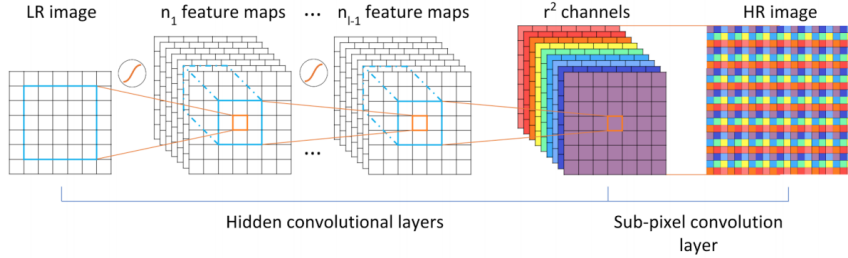 LR image
n₁ feature maps
...
nₗ₋₁ feature maps
r² channels
HR image
...
Hidden convolutional layers
Sub-pixel convolution
layer